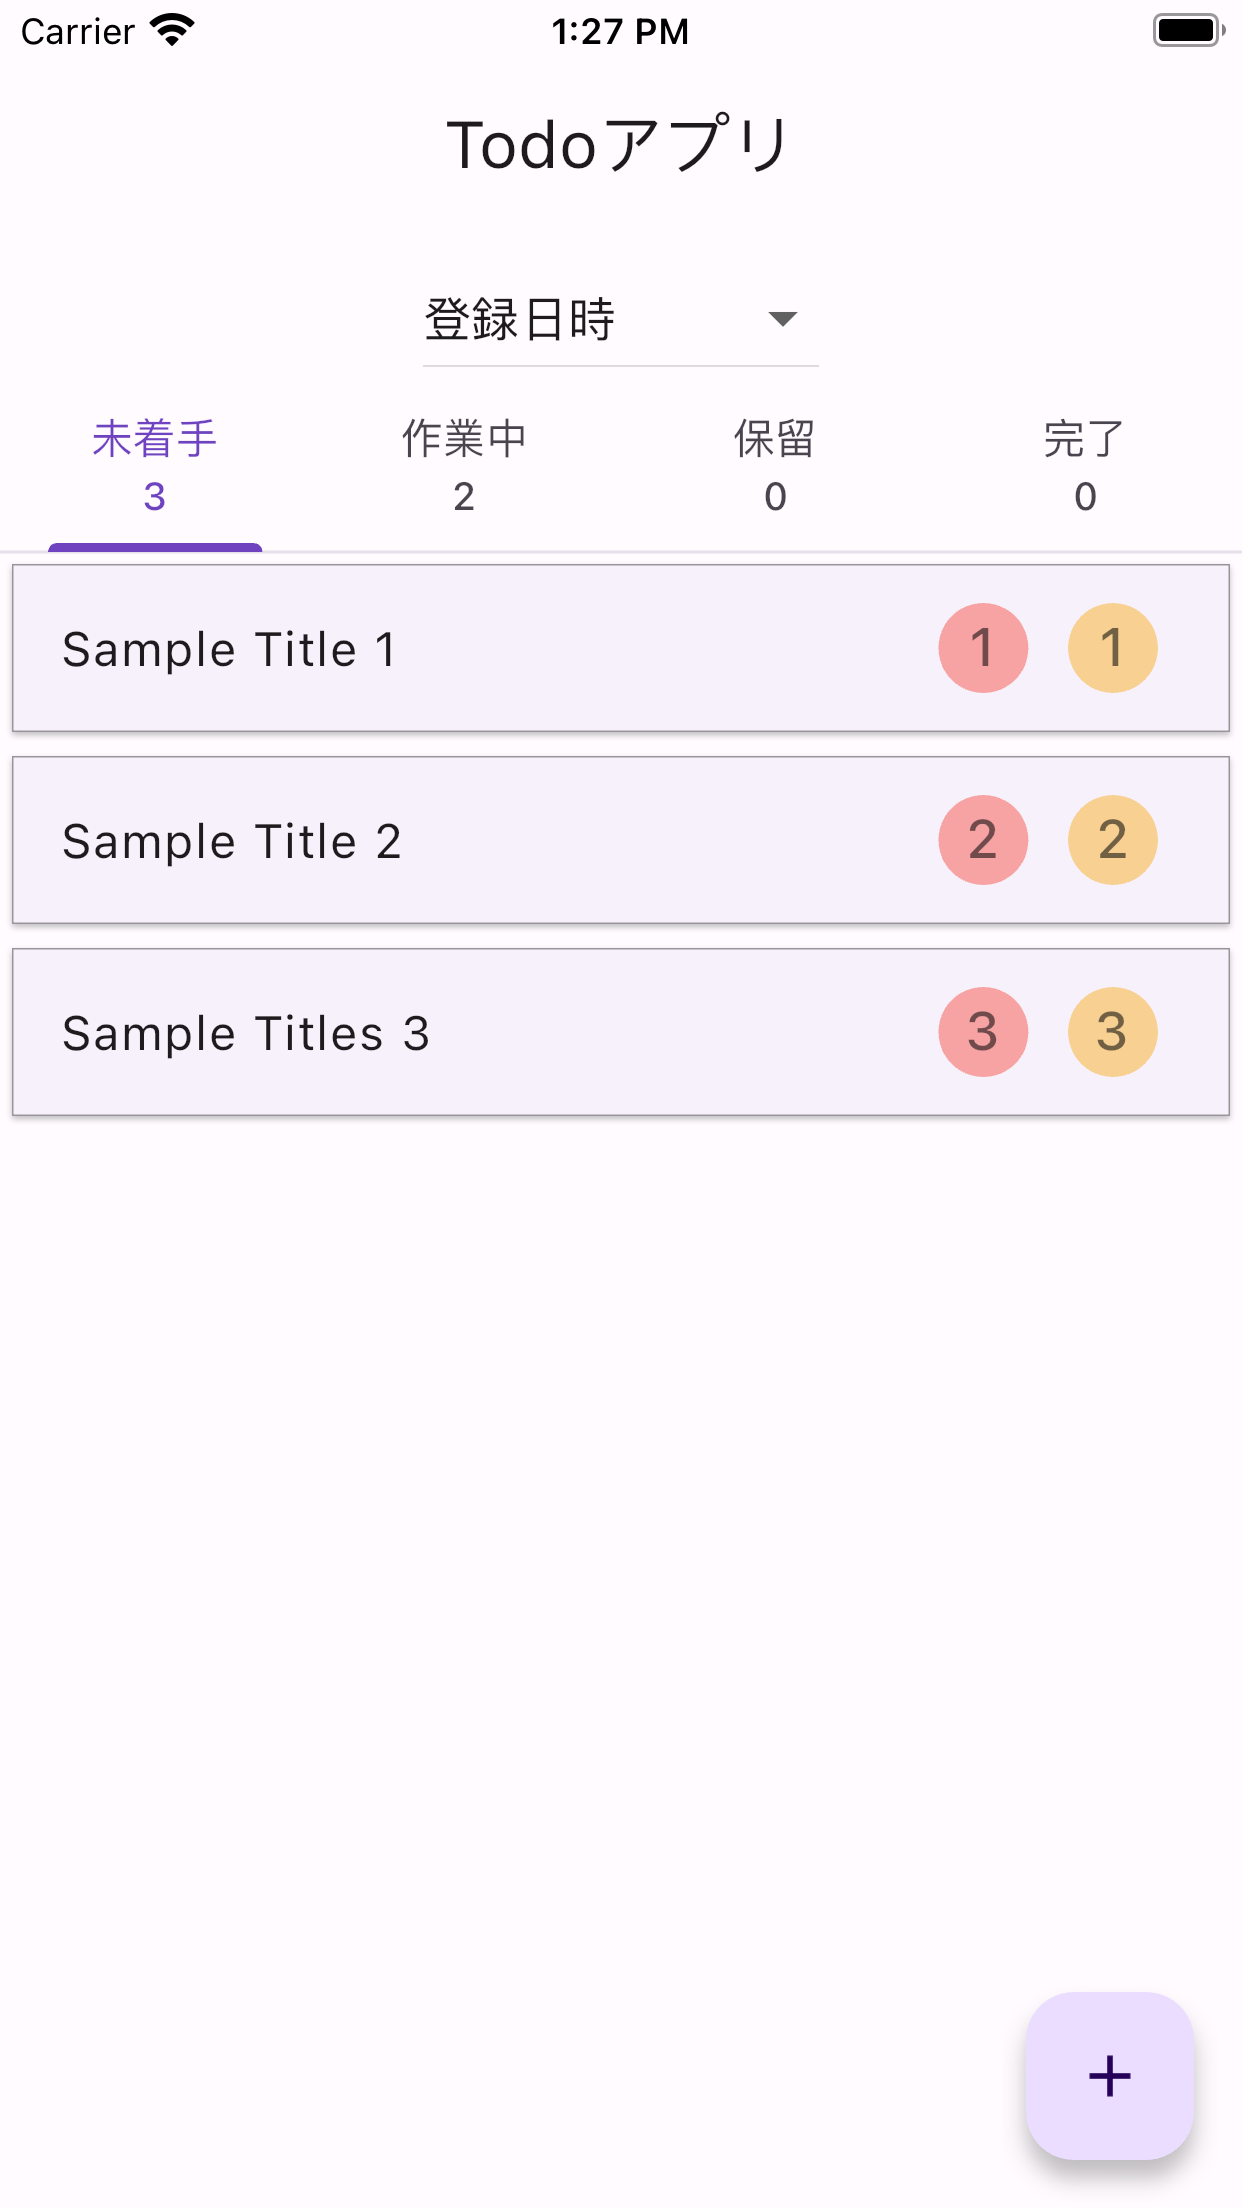 Carrier 1:27 PM
Todoアプリ
登録日時
未着手 作業中 保留 完了
3 2 0 0
Sample Title 1 1 1
Sample Title 2 2 2
Sample Titles 3 3 3
+